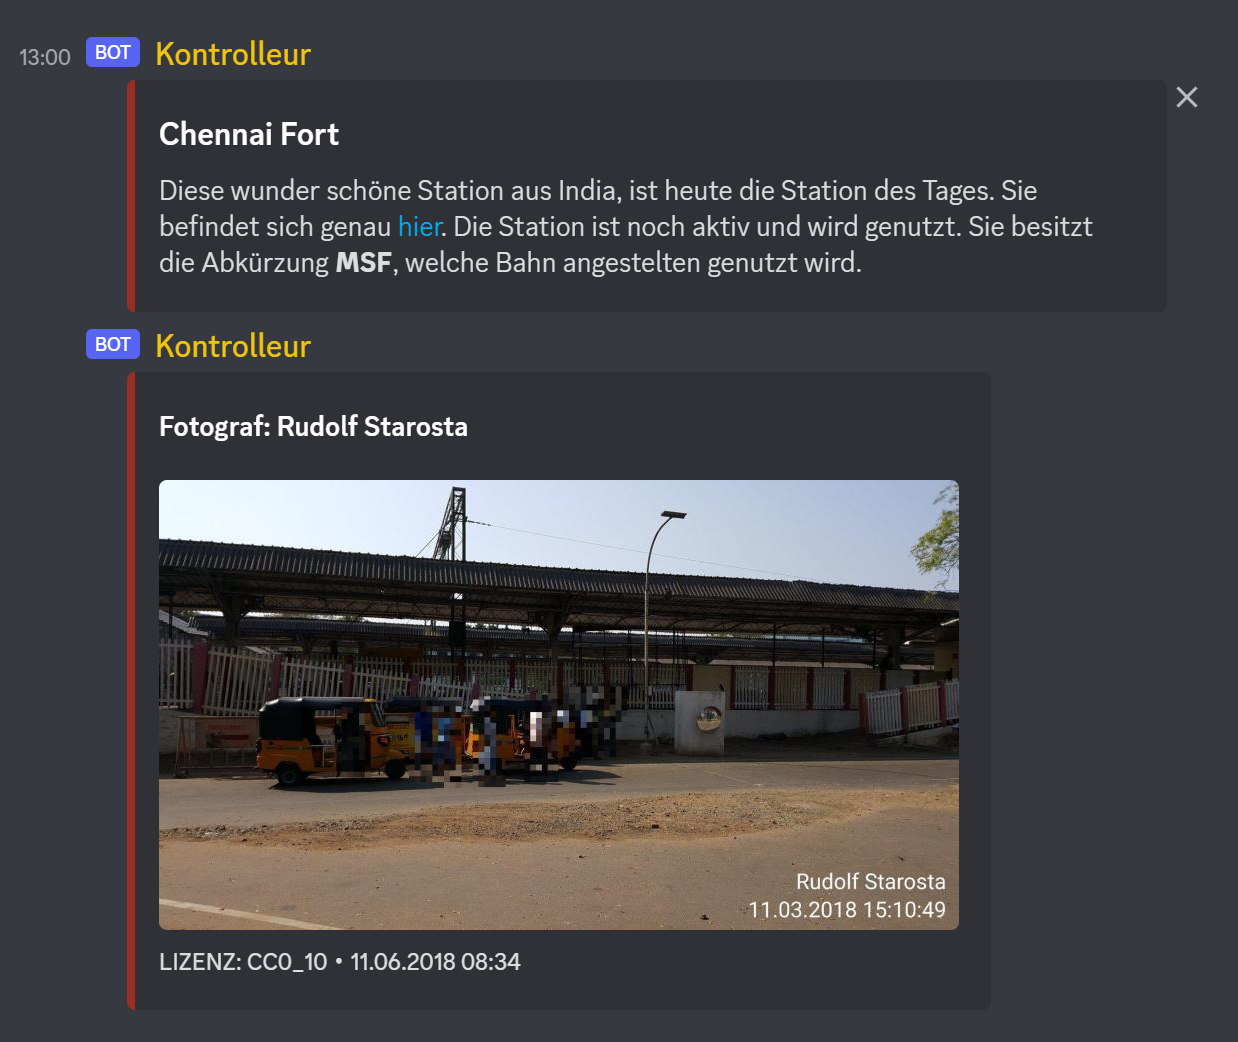 13:00 BOT Kontrolleur
Chennai Fort
Diese wunder schöne Station aus India, ist heute die Station des Tages. Sie
befindet sich genau hier. Die Station ist noch aktiv und wird genutzt. Sie besitzt
die Abkürzung MSF, welche Bahn angestelten genutzt wird.
BOT Kontrolleur
Fotograf: Rudolf Starosta
Rudolf Starosta
11.03.2018 15:10:49
LIZENZ: CC0_10 • 11.06.2018 08:34